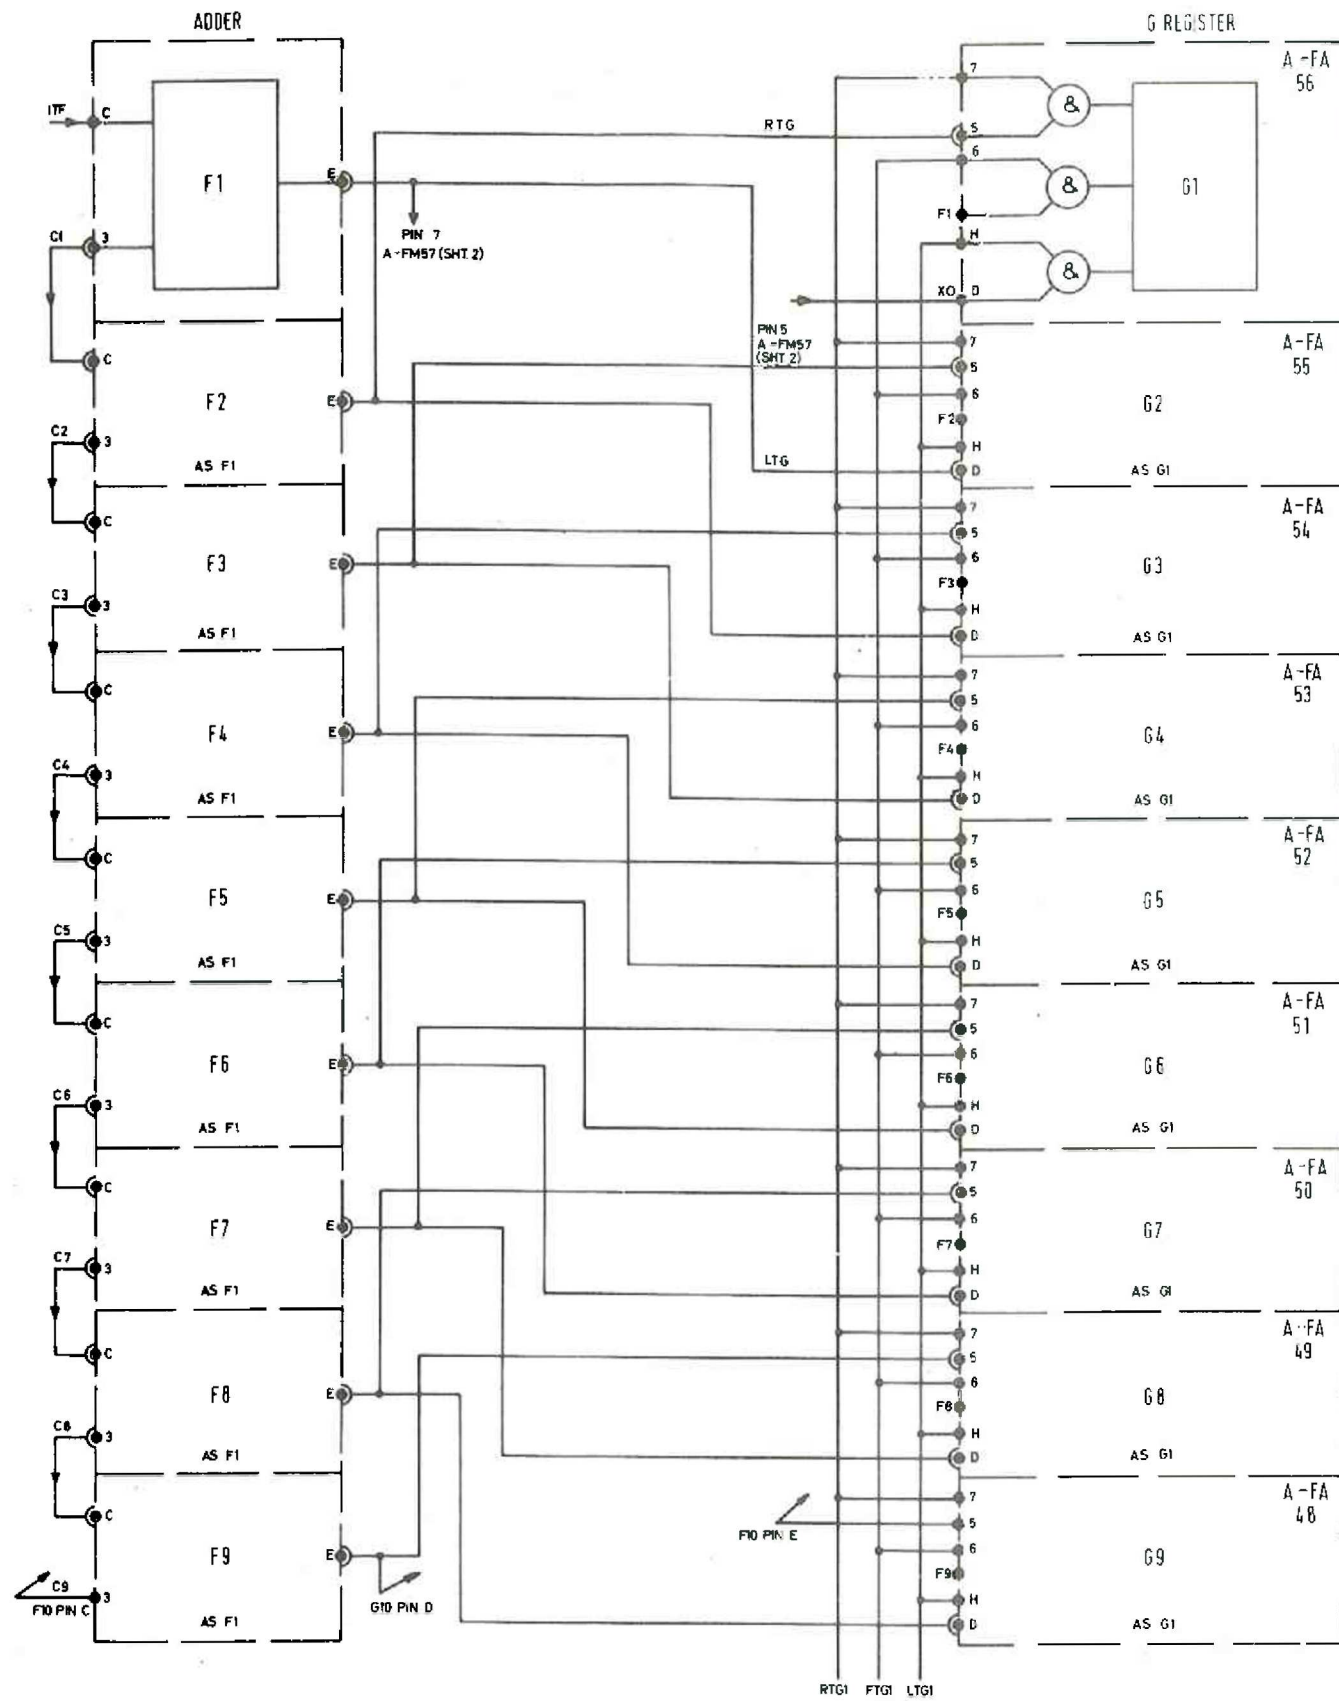 ADDER
G REGISTER
A-FA
56
ITF
C
F1
E
C1
3
PIN 7
A-FM57 (SHT 2)
RTG
7
5
6
F1
H
XO D
&
&
&
G1
PIN 5
A-FM57
(SHT 2)
LTG
C
F2
E
C2
3
AS F1
7
5
6
F2
H
D
G2
AS G1
A-FA
55
C
F3
E
C3
3
AS F1
7
5
6
F3
H
D
G3
AS G1
A-FA
54
C
F4
E
C4
3
AS F1
7
5
6
F4
H
D
G4
AS G1
A-FA
53
C
F5
E
C5
3
AS F1
7
5
6
F5
H
D
G5
AS G1
A-FA
52
C
F6
E
C6
3
AS F1
7
5
6
F6
H
D
G6
AS G1
A-FA
51
C
F7
E
C7
3
AS F1
7
5
6
F7
H
D
G7
AS G1
A-FA
50
C
F8
E
C8
3
AS F1
7
5
6
F8
H
D
G8
AS G1
A-FA
49
C
F9
E
C9
3
F10 PIN C
AS F1
G10 PIN D
F10 PIN E
7
5
6
F9
H
D
G9
AS G1
A-FA
48
RTG1 FTG1 LTG1